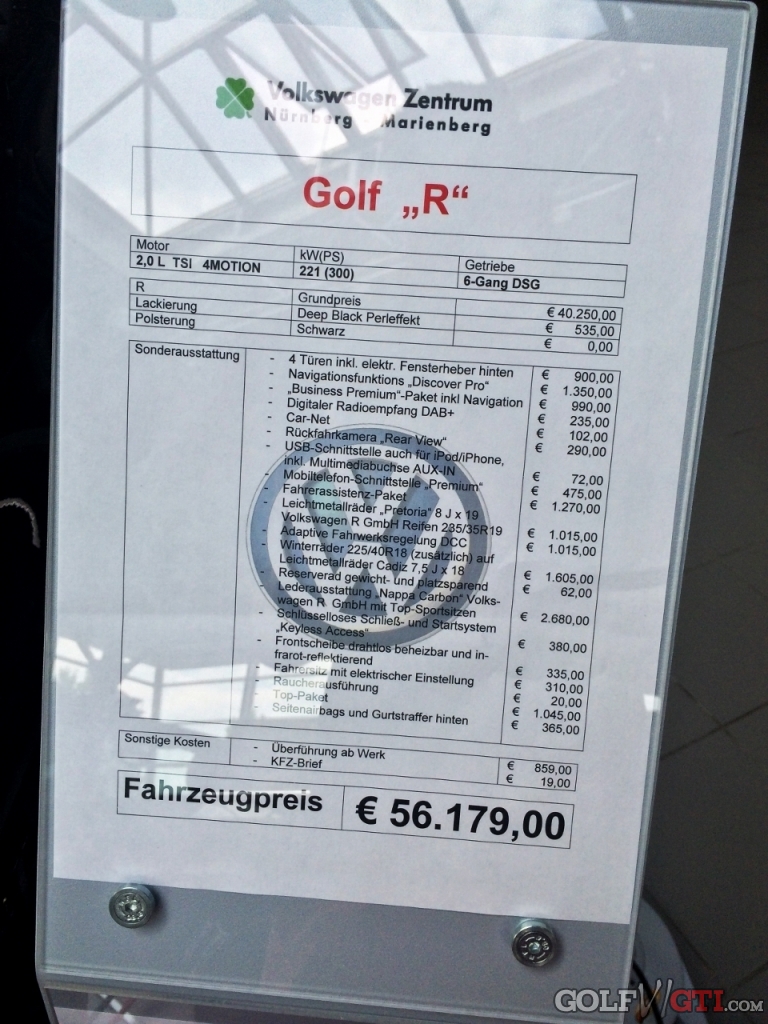 Volkswagen Zentrum
Nürnberg - Marienberg
Golf „R“
Motor kW(PS) Getriebe
2,0 L TSI 4MOTION 221 (300) 6-Gang DSG
R Grundpreis € 40.250,00
Lackierung Deep Black Perleffekt € 535,00
Polsterung Schwarz € 0,00
Sonderausstattung - 4 Türen inkl. elektr. Fensterheber hinten € 900,00
- Navigationsfunktions „Discover Pro“ € 1.350,00
- „Business Premium“-Paket inkl Navigation € 990,00
- Digitaler Radioempfang DAB+ € 235,00
- Car-Net € 102,00
- Rückfahrkamera „Rear View“ € 290,00
- USB-Schnittstelle auch für iPod/iPhone,
inkl. Multimediabuchse AUX-IN € 72,00
- Mobiltelefon-Schnittstelle „Premium“ € 475,00
- Fahrerassistenz-Paket € 1.270,00
- Leichtmetallräder „Pretoria“ 8 J x 19
Volkswagen R GmbH Reifen 235/35R19 € 1.015,00
- Adaptive Fahrwerksregelung DCC € 1.015,00
- Winterräder 225/40R18 (zusätzlich) auf
Leichtmetallräder Cadiz 7,5 J x 18 € 1.605,00
- Reserverad gewicht- und platzsparend € 62,00
- Lederausstattung „Nappa Carbon“ Volks-
wagen R GmbH mit Top-Sportsitzen € 2.680,00
- Schlüsselloses Schließ- und Startsystem
„Keyless Access“ € 380,00
- Frontscheibe drahtlos beheizbar und in-
frarot-reflektierend € 335,00
- Fahrersitz mit elektrischer Einstellung € 310,00
- Raucherausführung € 20,00
- Top-Paket € 1.045,00
- Seitenairbags und Gurtstraffer hinten € 365,00
Sonstige Kosten - Überführung ab Werk € 859,00
- KFZ-Brief € 19,00
Fahrzeugpreis € 56.179,00
GOLFVIGTI.COM